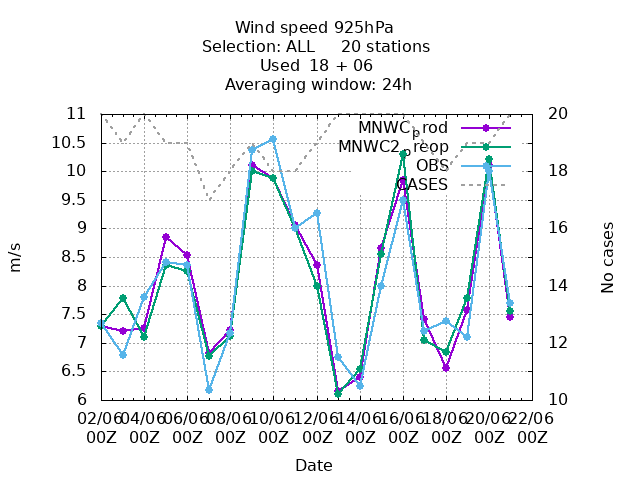 Wind speed 925hPa
Selection: ALL 20 stations
Used 18 + 06
Averaging window: 24h
11
10.5
10
9.5
9
8.5
8
7.5
7
6.5
6
m/s
20
18
16
14
12
10
No cases
MNWCprod
MNWC2preop
OBS
CASES
02/06 04/06 06/06 08/06 10/06 12/06 14/06 16/06 18/06 20/06 22/06
00Z 00Z 00Z 00Z 00Z 00Z 00Z 00Z 00Z 00Z 00Z
Date